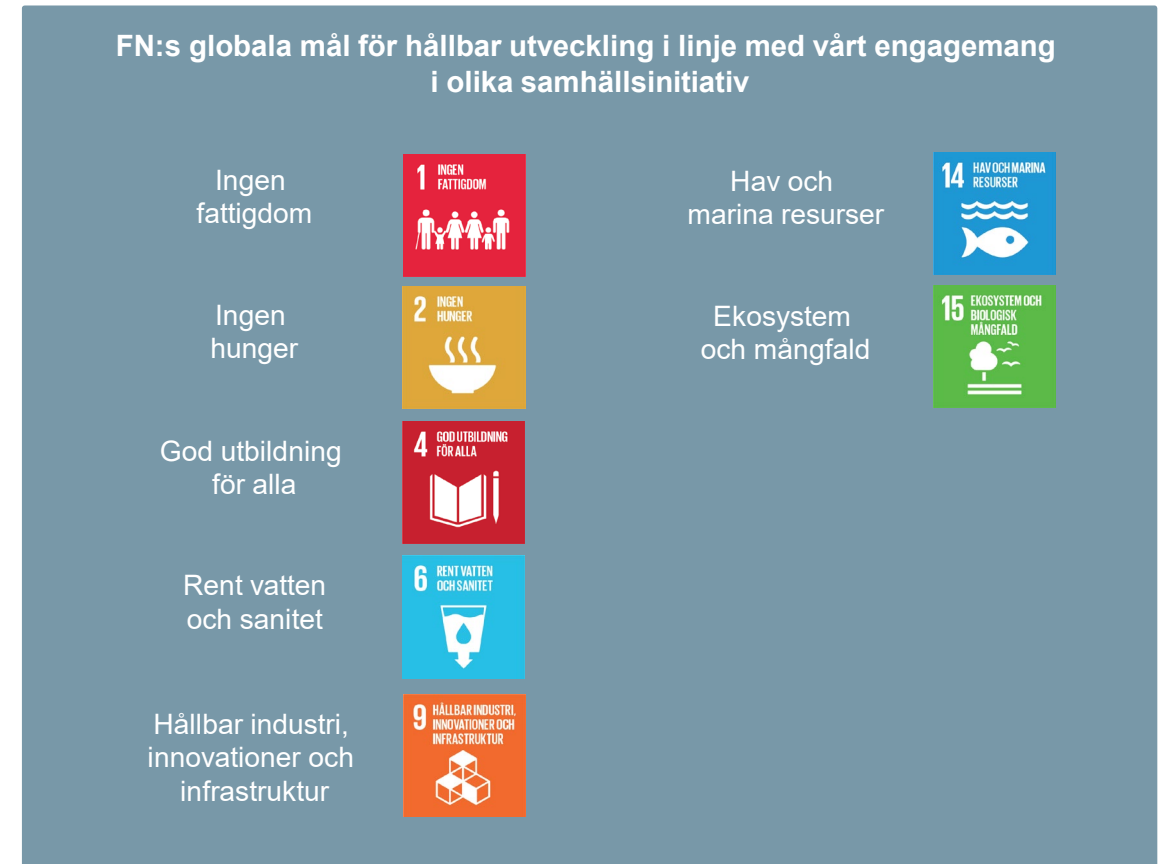 FN:s globala mål för hållbar utveckling i linje med vårt engagemang
i olika samhällsinitiativ
Ingen
fattigdom
1 INGEN
FATTIGDOM
Ingen
hunger
2 INGEN
HUNGER
God utbildning
för alla
4 GOD UTBILDNING
FÖR ALLA
Rent vatten
och sanitet
6 RENT VATTEN
OCH SANITET
Hållbar industri,
innovationer och
infrastruktur
9 HÅLLBAR INDUSTRI,
INNOVATIONER OCH
INFRASTRUKTUR
Hav och
marina resurser
14 HAV OCH MARINA
RESURSER
Ekosystem
och mångfald
15 EKOSYSTEM OCH
BIOLOGISK
MÅNGFALD